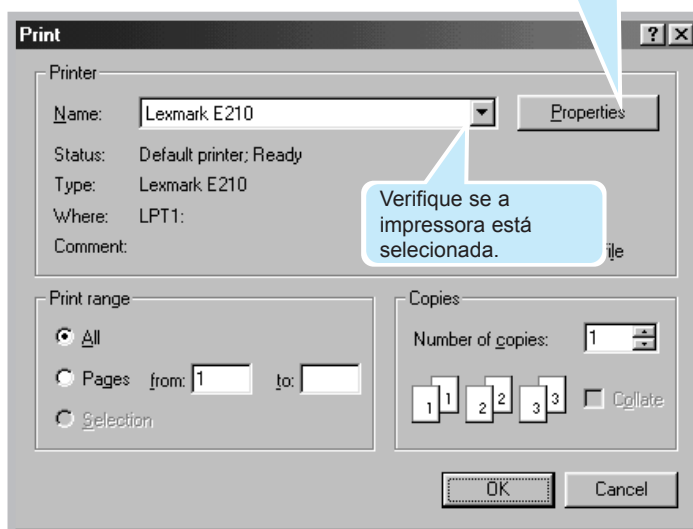 Print
Printer
Name: Lexmark E210 Properties
Status: Default printer; Ready
Type: Lexmark E210
Where: LPT1:
Comment:
Verifique se a
impressora está
selecionada.
Print range
All
Pages from: 1 to:
Selection
Copies
Number of copies: 1
1 1 2 2 3 3
Collate
OK Cancel